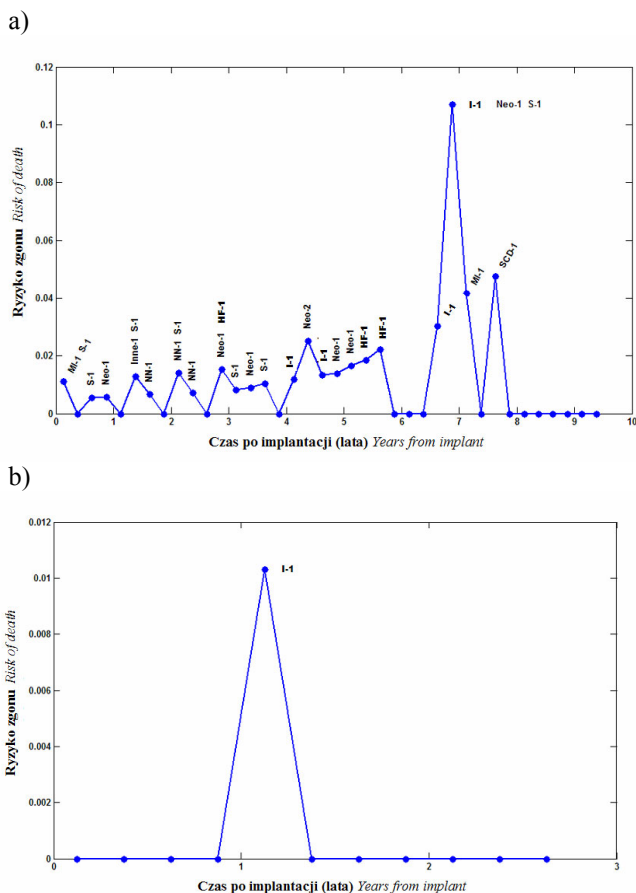 a)
0.12
0.1
0.08
0.06
0.04
0.02
0
Ryzyko zgonu Risk of death
MI-1 S-1
S-1
Neo-1
Inne-1 S-1
NN-1
NN-1 S-1
NN-1
Neo-1 HF-1
S-1
Neo-1
S-1
I-1
Neo-2
I-1
Neo-1
Neo-1
HF-1
HF-1
I-1
I-1 Neo-1 S-1
MI-1
SCD-1
0 1 2 3 4 5 6 7 8 9 10
Czas po implantacji (lata) Years from implant
b)
0.012
0.01
0.008
0.006
0.004
0.002
0
Ryzyko zgonu Risk of death
I-1
0 1 2 3
Czas po implantacji (lata) Years from implant